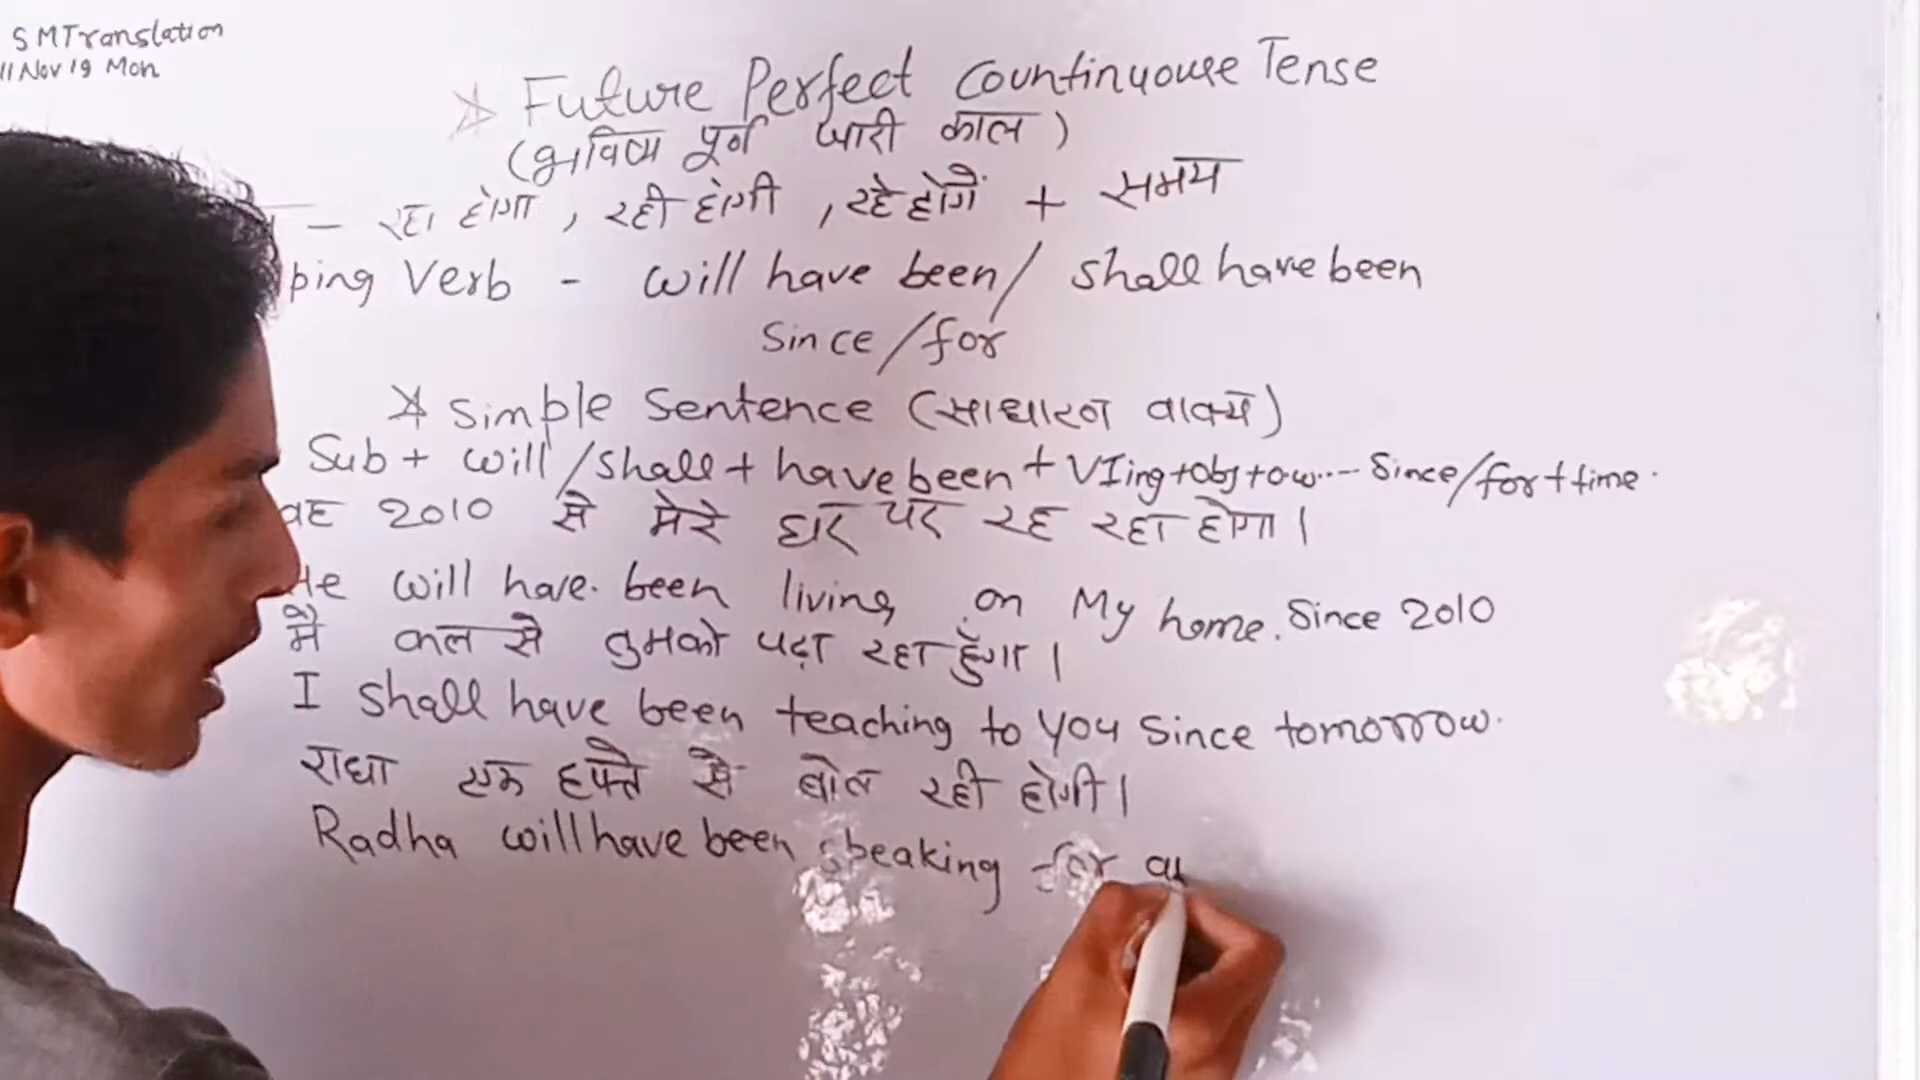 SMTranslation
11 Nov 19 Mon
Future Perfect Countinuouse Tense
(भविष्य पूर्ण जारी काल)
- रहा होगा, रही होगी, रहे होगें + समय
ping Verb - will have been/ shall have been
Since/for
Simple Sentence (साधारण वाक्य)
Sub + will/shall + have been + VIing+obj+o.w.... Since/for+time.
वह 2010 से मेरे घर पर रह रहा होगा।
He will have been living on My home. Since 2010
मै कल से तुमको पढ़ा रहा हुँगा।
I shall have been teaching to you Since tomorrow.
राधा एक हफ्ते से बोल रही होगी।
Radha will have been speaking for